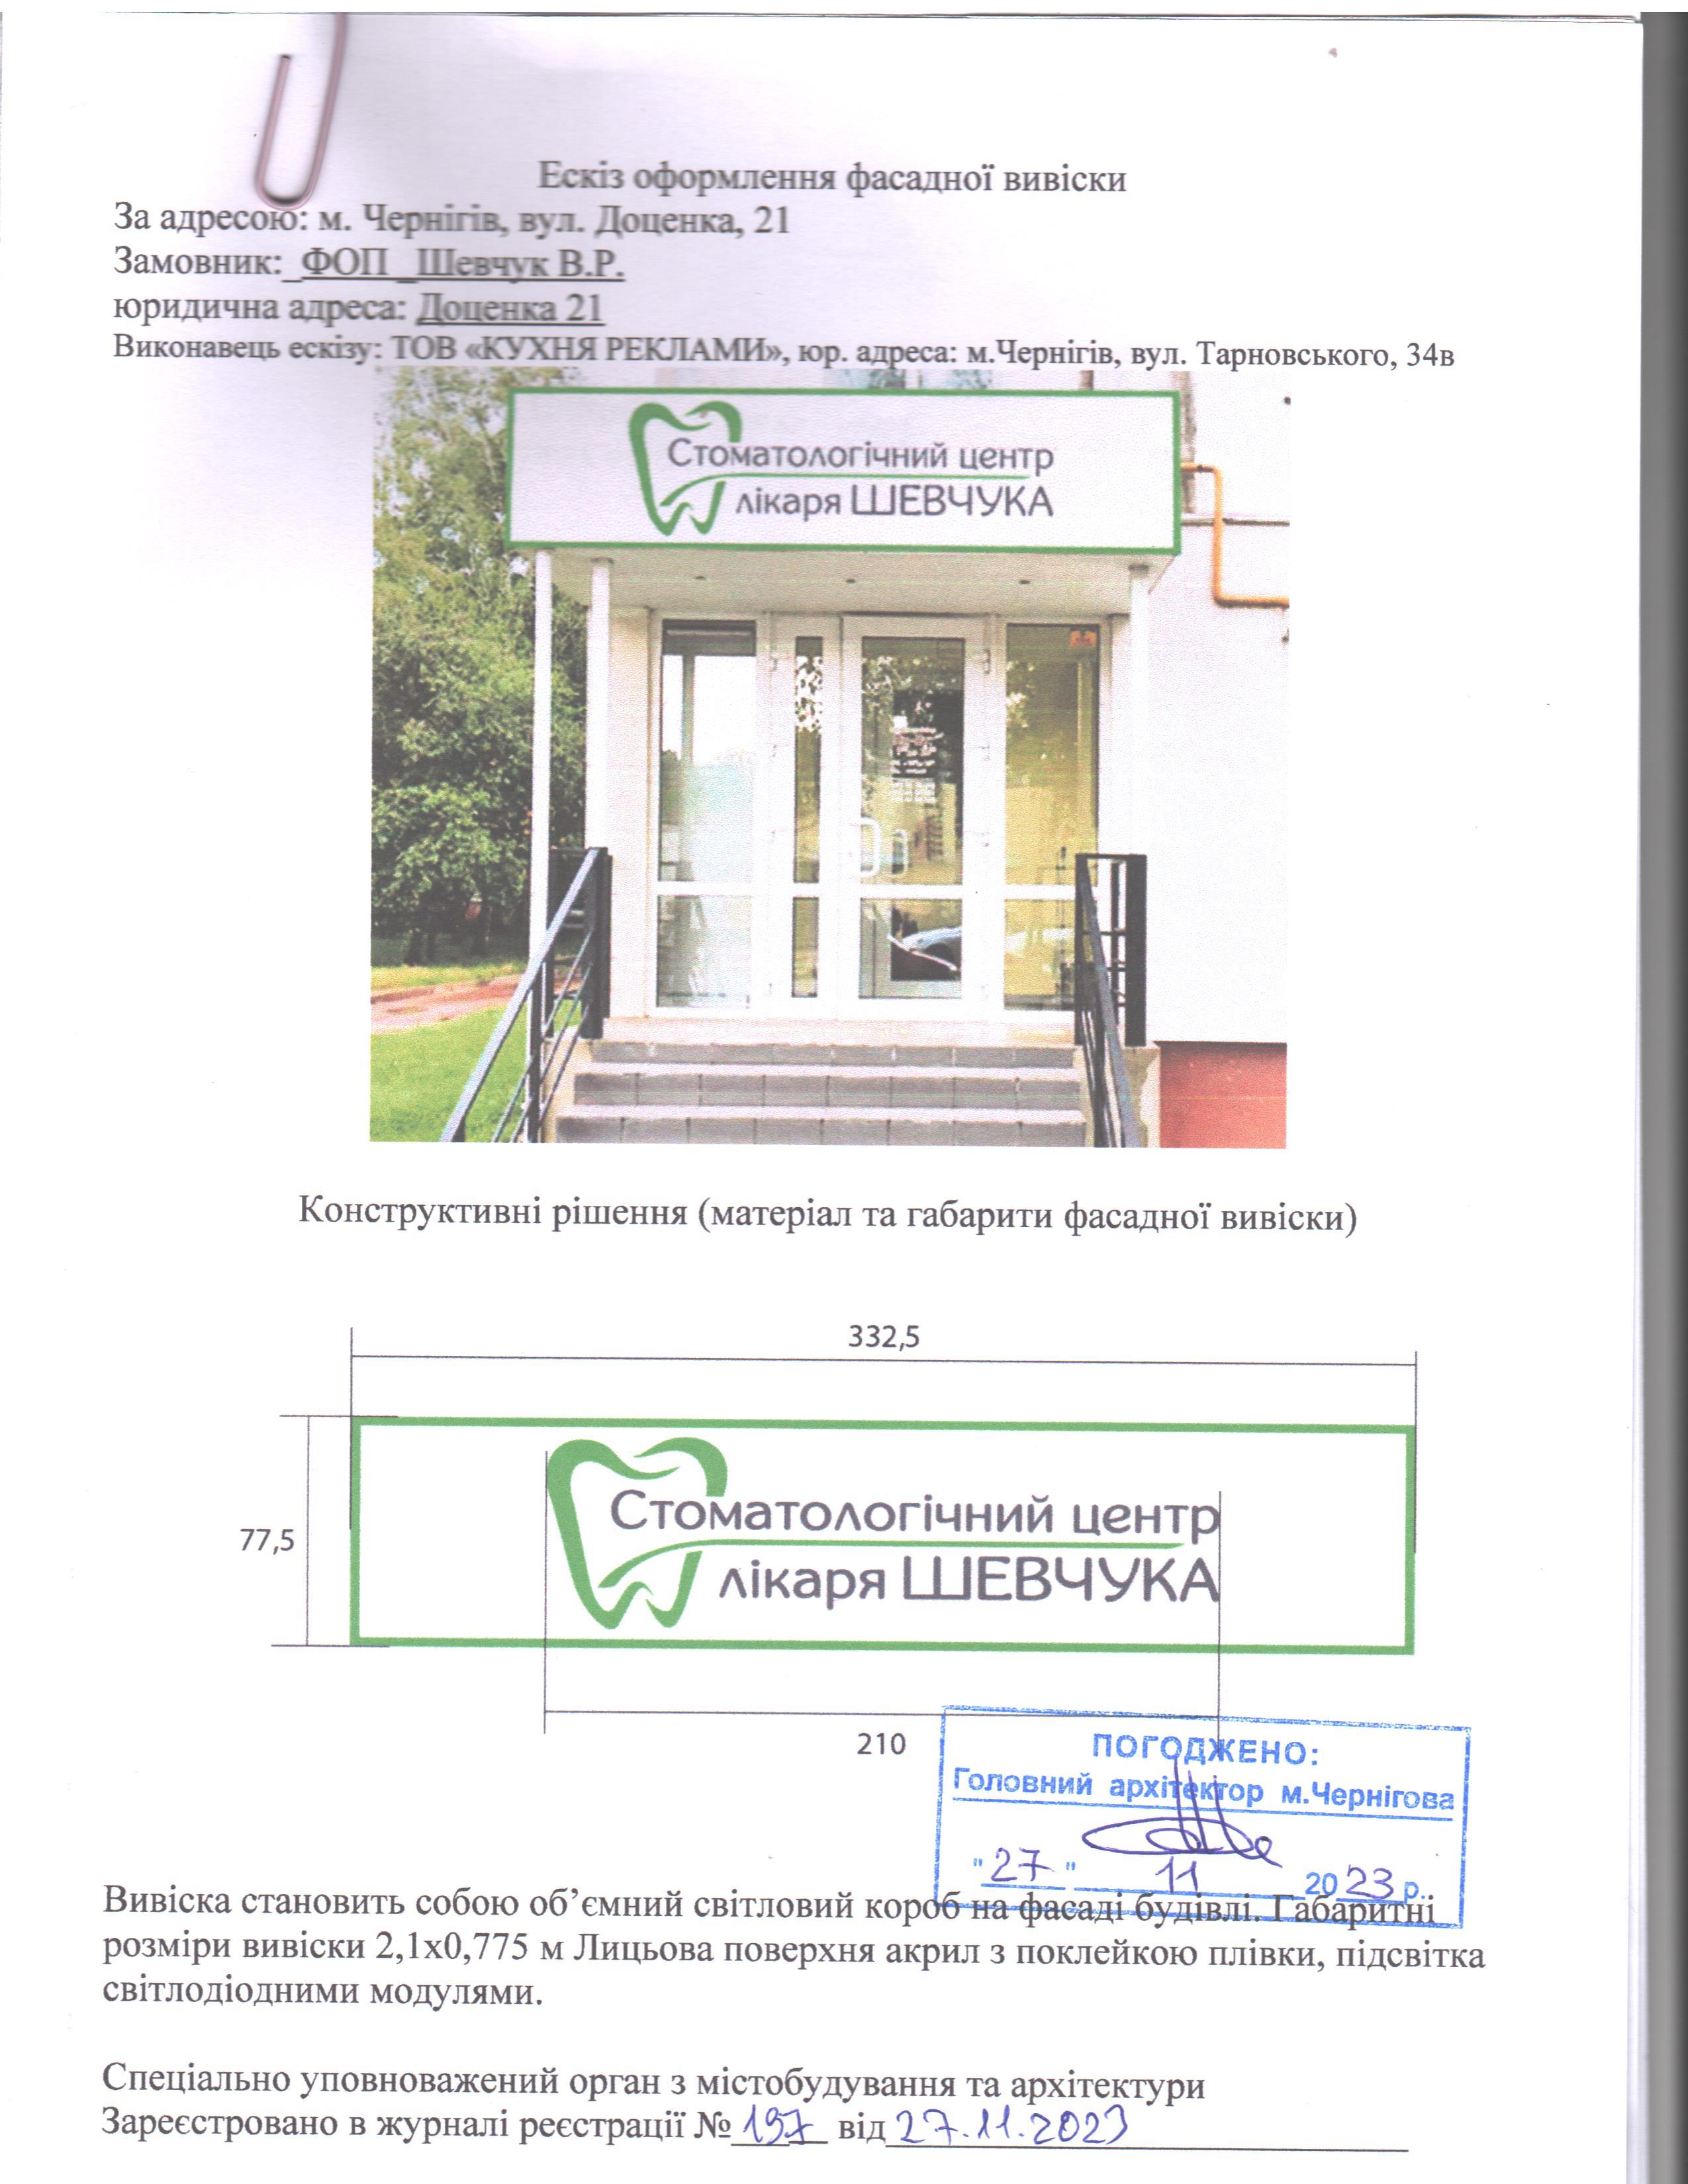 Ескіз оформлення фасадної вивіски
За адресою: м. Чернігів, вул. Доценка, 21
Замовник:_ФОП _Шевчук В.Р.
юридична адреса: Доценка 21
Виконавець ескізу: ТОВ «КУХНЯ РЕКЛАМИ», юр. адреса: м.Чернігів, вул. Тарновського, 34в
Стоматологічний центр
лікаря ШЕВЧУКА
Конструктивні рішення (матеріал та габарити фасадної вивіски)
332,5
77,5
Стоматологічний центр
лікаря ШЕВЧУКА
210
ПОГОДЖЕНО:
Головний архітектор м.Чернігова
"27" 11 2023 р.
Вивіска становить собою об’ємний світловий короб на фасаді будівлі. Габаритні
розміри вивіски 2,1х0,775 м Лицьова поверхня акрил з поклейкою плівки, підсвітка
світлодіодними модулями.
Спеціально уповноважений орган з містобудування та архітектури
Зареєстровано в журналі реєстрації №197 від 27.11.2023